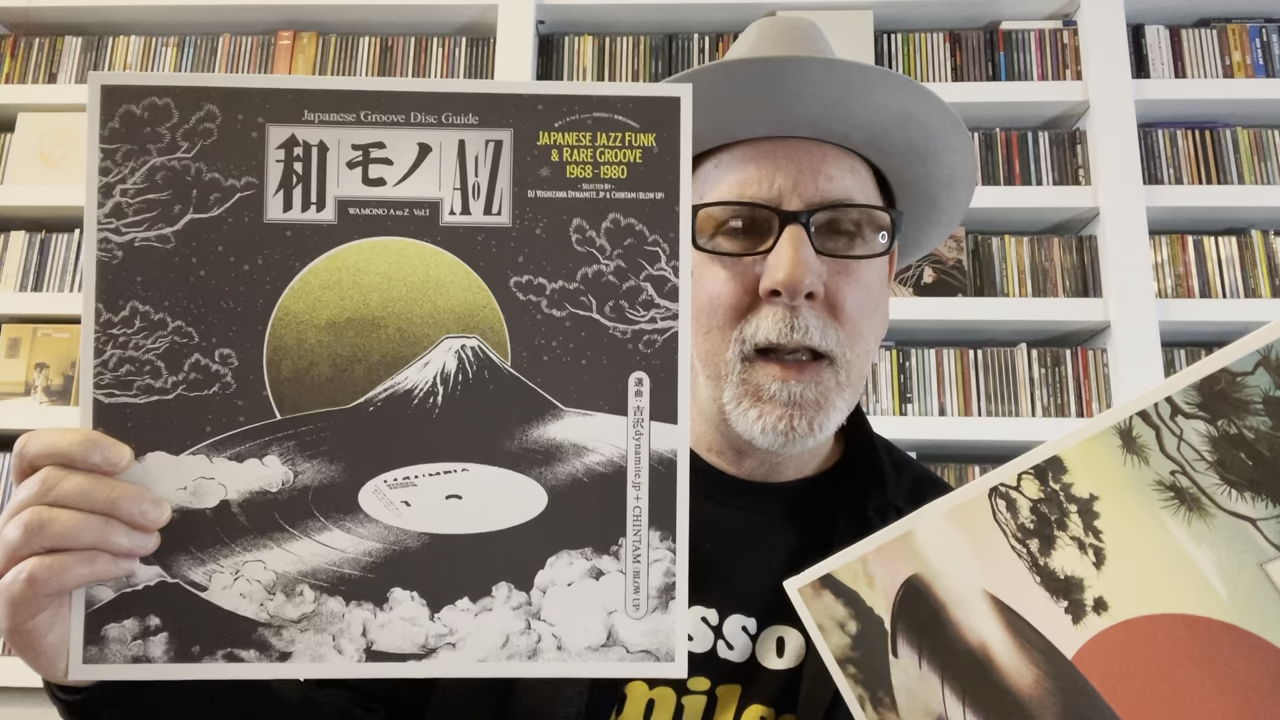 Japanese Groove Disc Guide
和モノ A to Z
WAMONO A to Z Vol.1
JAPANESE JAZZ FUNK
& RARE GROOVE
1968-1980
• SELECTED BY •
DJ YOSHIZAWA DYNAMITE.JP & CHINTAM (BLOW UP)
選曲：吉沢dynamite.jp + CHINTAM (BLOW UP)
COLUMBIA
STEREO
sso